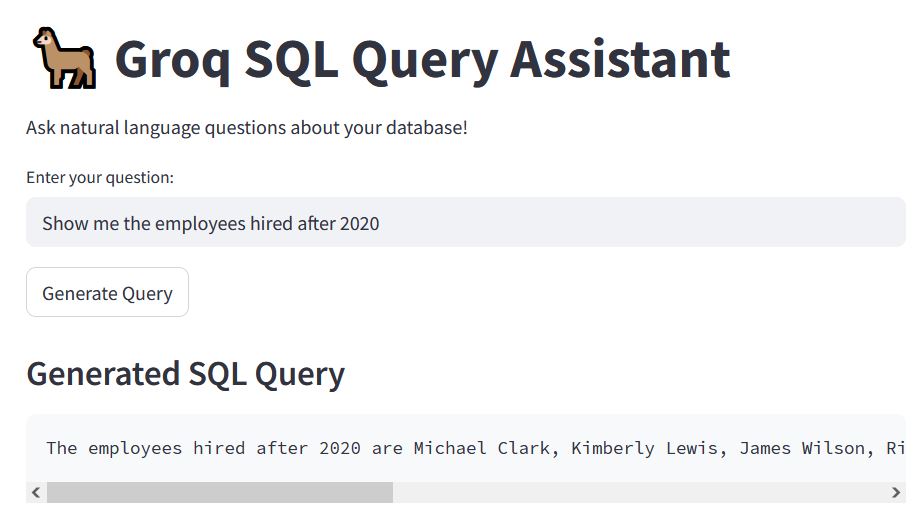 Groq SQL Query Assistant
Ask natural language questions about your database!
Enter your question:
Show me the employees hired after 2020
Generate Query
Generated SQL Query
The employees hired after 2020 are Michael Clark, Kimberly Lewis, James Wilson, Ri